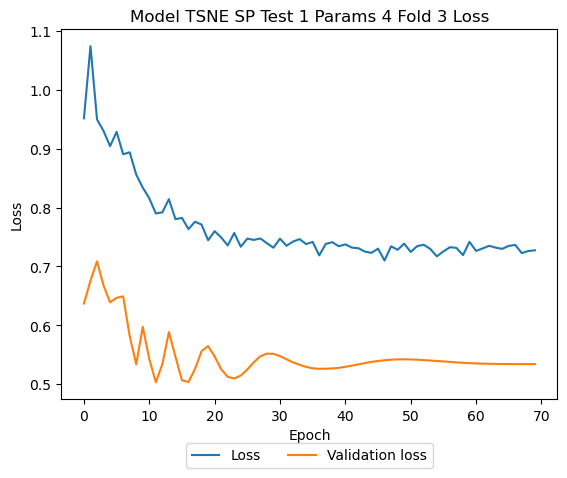 Model TSNE SP Test 1 Params 4 Fold 3 Loss
1.1
1.0
0.9
0.8
0.7
0.6
0.5
Loss
0 10 20 30 40 50 60 70
Epoch
Loss Validation loss